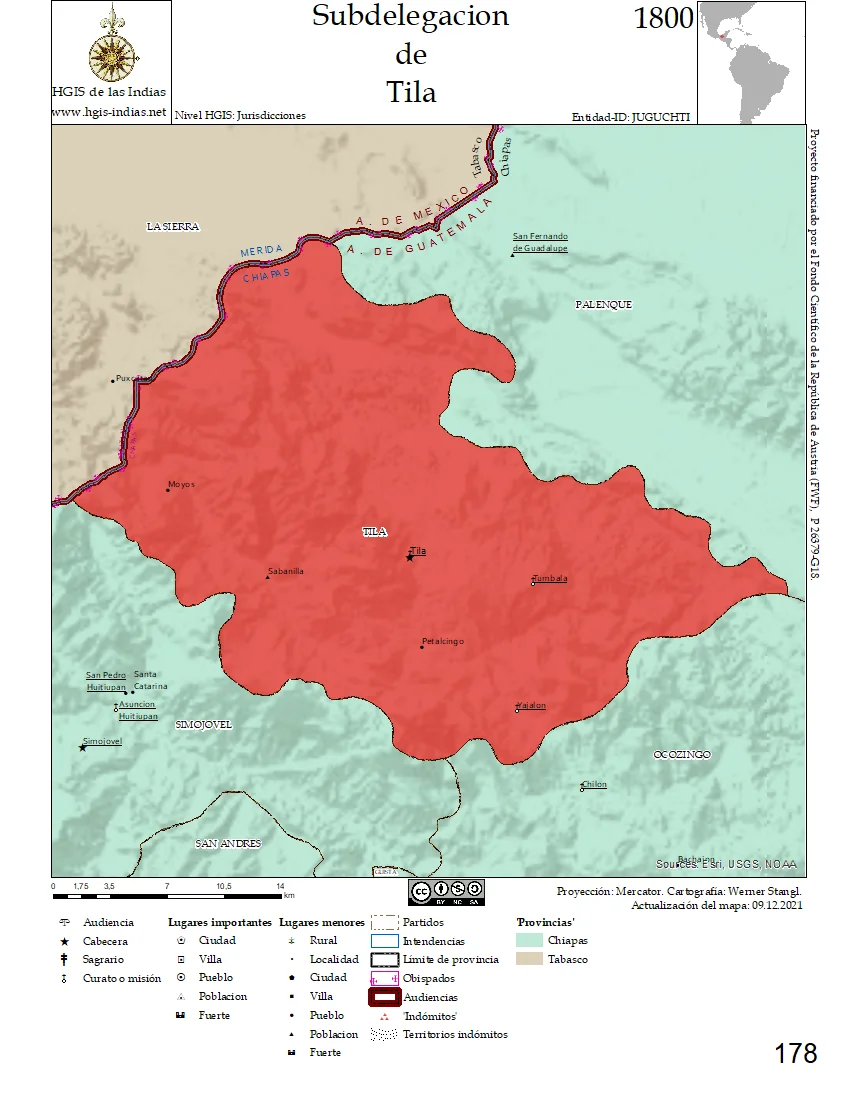 Subdelegacion
de
Tila
1800
HGIS de las Indias
www.hgis-indias.net
Nivel HGIS: Jurisdicciones
Entidad-ID: JUGUCHTI
Proyecto financiado por el Fondo Científico de la República de Austria (FWF), P 26379-G18.
Tabasco
Chiapas
A. DE MEXICO
A. DE GUATEMALA
LA SIERRA
MERIDA
CHIAPAS
San Fernando
de Guadalupe
PALENQUE
Moyos
TILA
Tila
Sabanilla
Tumbala
Petalcingo
San Pedro
Huitiupan
Santa
Catarina
Asuncion
Huitiupan
Yajalon
SIMOJOVEL
Simojovel
OCOZINGO
Chilon
SAN ANDRES
Bachajon
Sources: Esri, USGS, NOAA
0 1,75 3,5 7 10,5 14
km
CC BY NC SA
Proyección: Mercator. Cartografía: Werner Stangl.
Actualización del mapa: 09.12.2021
Audiencia
Cabecera
Sagrario
Curato o misión
Lugares importantes
Ciudad
Villa
Pueblo
Poblacion
Fuerte
Lugares menores
Rural
Localidad
Ciudad
Villa
Pueblo
Poblacion
Fuerte
Partidos
Intendencias
Límite de provincia
Obispados
Audiencias
'Indómitos'
Territorios indómitos
'Provincias'
Chiapas
Tabasco
178